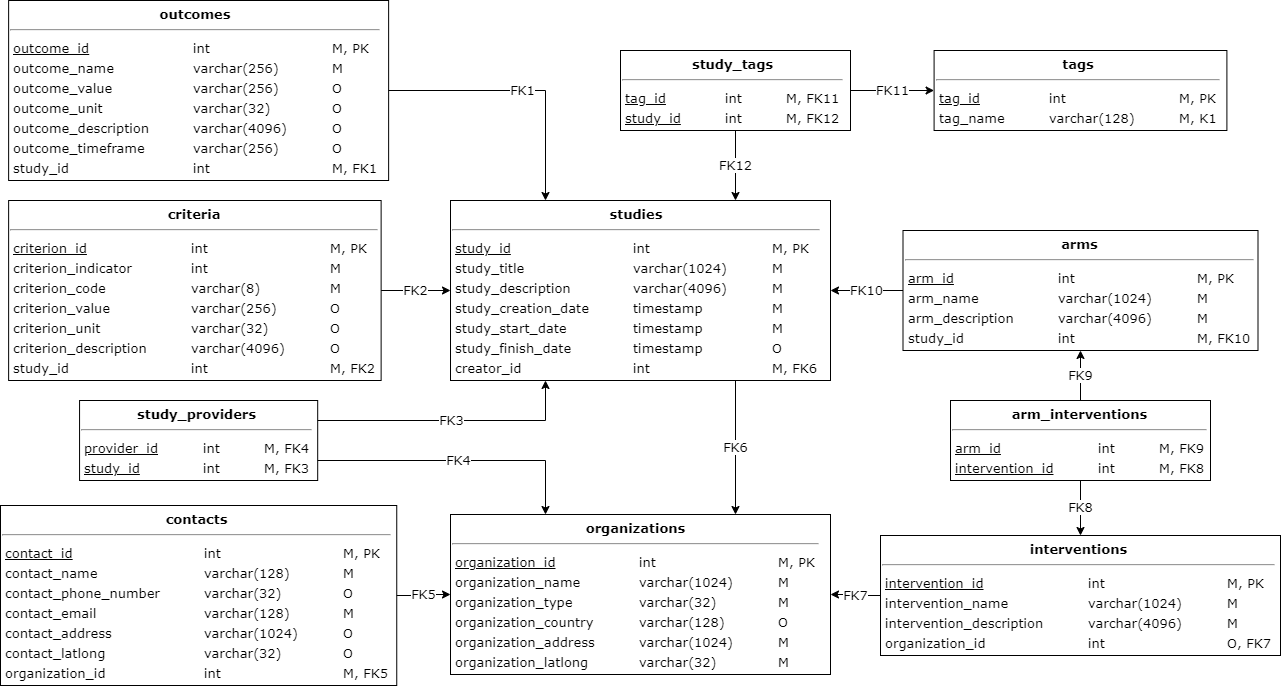 outcomes
outcome_id int M, PK
outcome_name varchar(256) M
outcome_value varchar(256) O
outcome_unit varchar(32) O
outcome_description varchar(4096) O
outcome_timeframe varchar(256) O
study_id int M, FK1
FK1
study_tags
tag_id int M, FK11
study_id int M, FK12
FK11
tags
tag_id int M, PK
tag_name varchar(128) M, K1
FK12
criteria
criterion_id int M, PK
criterion_indicator int M
criterion_code varchar(8) M
criterion_value varchar(256) O
criterion_unit varchar(32) O
criterion_description varchar(4096) O
study_id int M, FK2
FK2
studies
study_id int M, PK
study_title varchar(1024) M
study_description varchar(4096) M
study_creation_date timestamp M
study_start_date timestamp M
study_finish_date timestamp O
creator_id int M, FK6
FK10
arms
arm_id int M, PK
arm_name varchar(1024) M
arm_description varchar(4096) M
study_id int M, FK10
FK9
study_providers
provider_id int M, FK4
study_id int M, FK3
FK3
FK4
FK6
arm_interventions
arm_id int M, FK9
intervention_id int M, FK8
FK8
contacts
contact_id int M, PK
contact_name varchar(128) M
contact_phone_number varchar(32) O
contact_email varchar(128) M
contact_address varchar(1024) O
contact_latlong varchar(32) O
organization_id int M, FK5
FK5
organizations
organization_id int M, PK
organization_name varchar(1024) M
organization_type varchar(32) M
organization_country varchar(128) O
organization_address varchar(1024) M
organization_latlong varchar(32) M
FK7
interventions
intervention_id int M, PK
intervention_name varchar(1024) M
intervention_description varchar(4096) M
organization_id int O, FK7